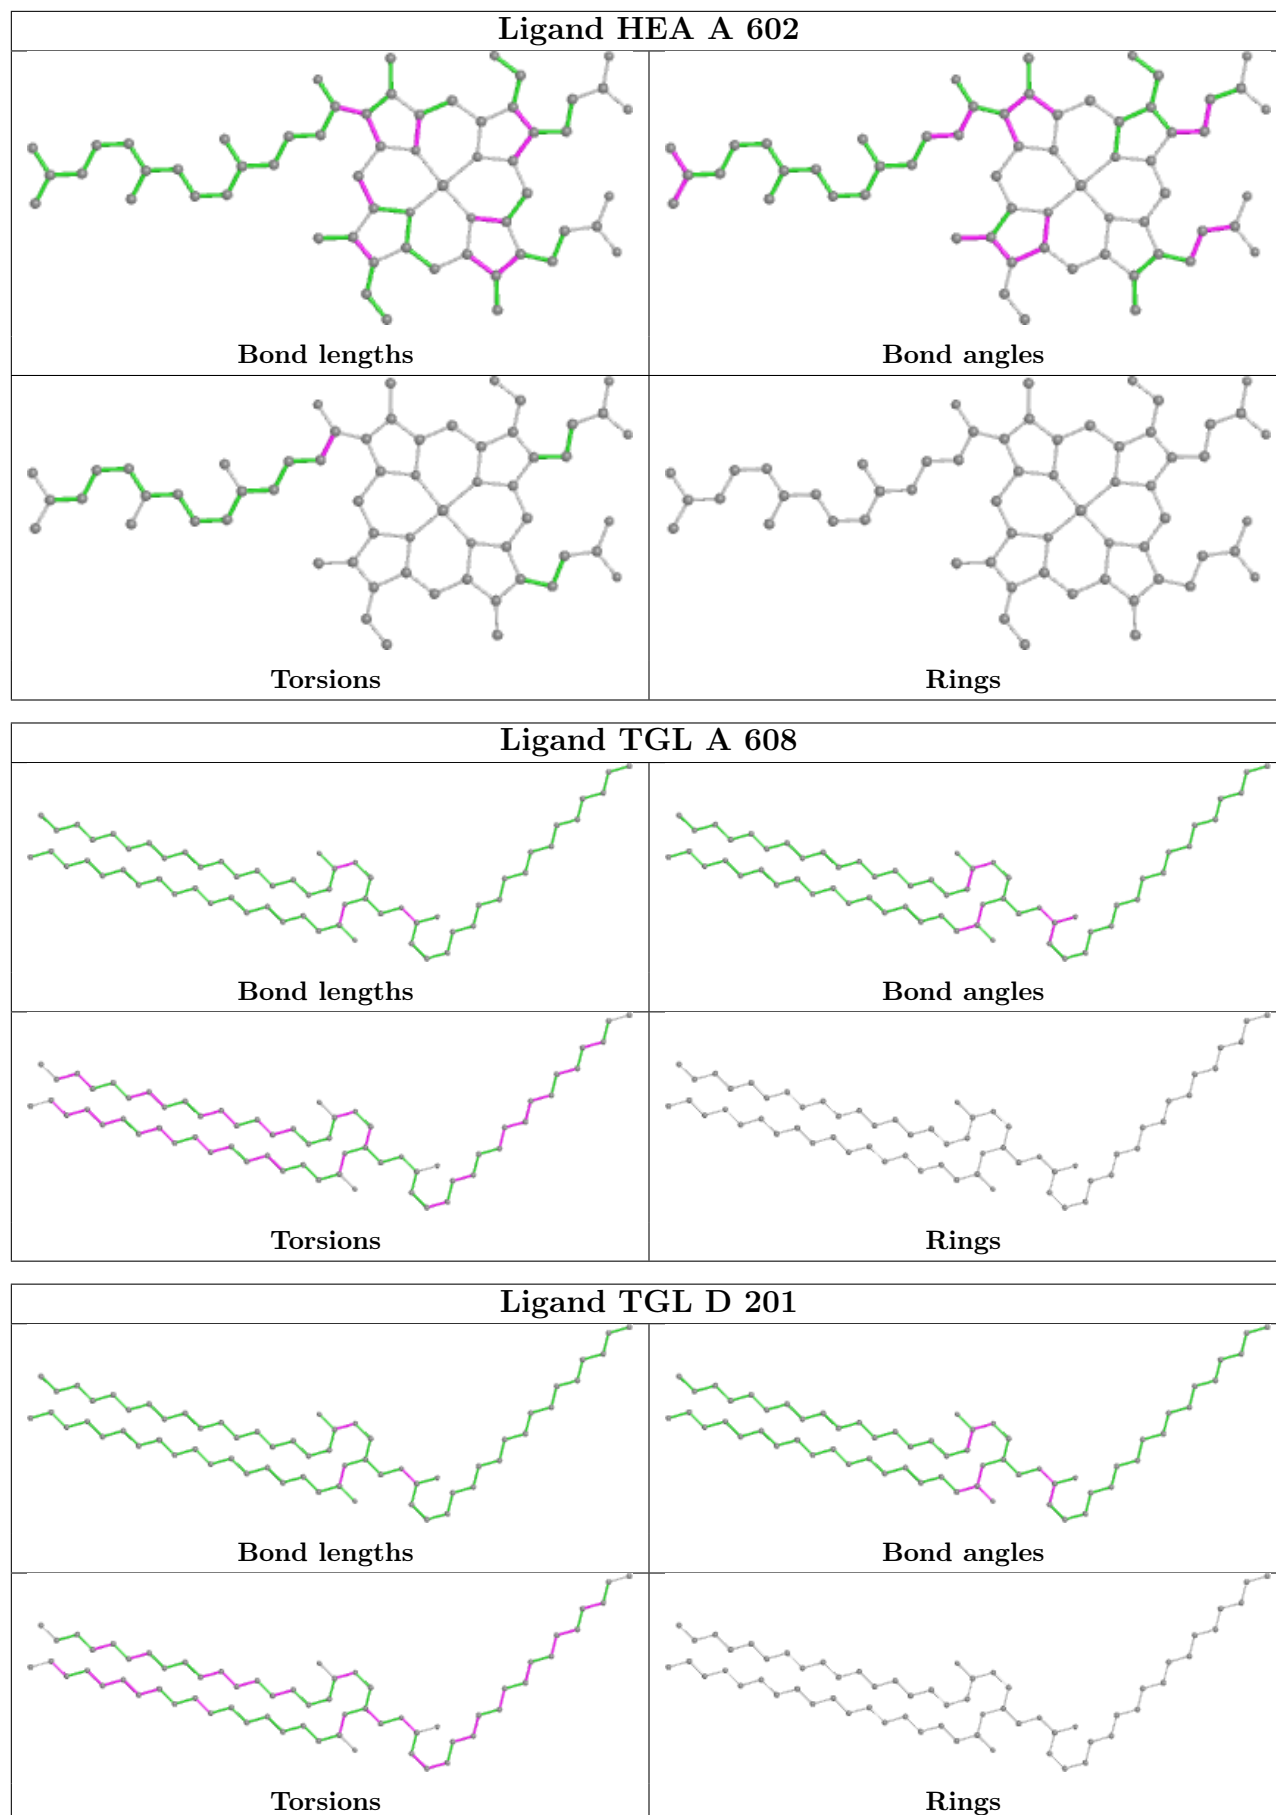 Ligand HEA A 602
Bond lengths
Bond angles
Torsions
Rings
Ligand TGL A 608
Bond lengths
Bond angles
Torsions
Rings
Ligand TGL D 201
Bond lengths
Bond angles
Torsions
Rings